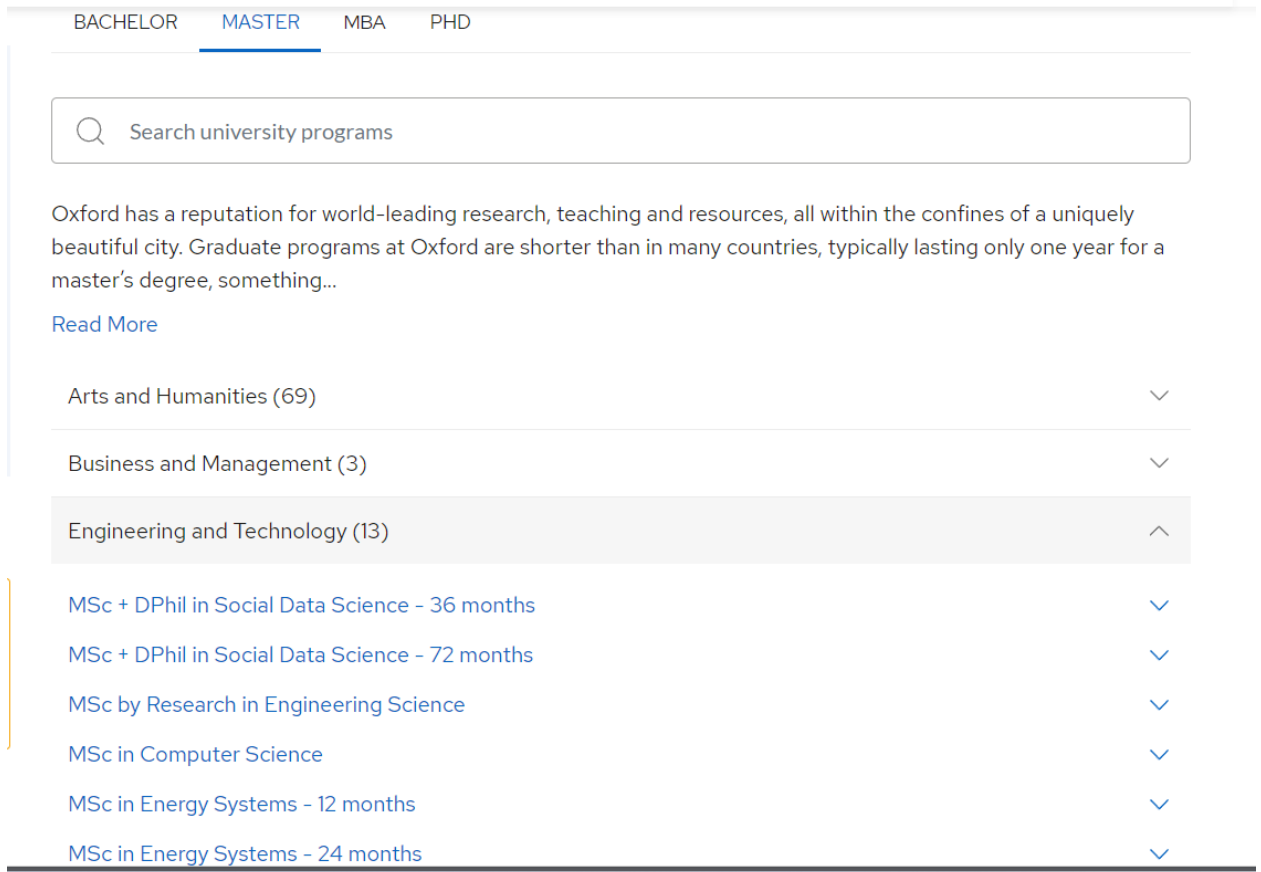 BACHELOR MASTER MBA PHD
Search university programs
Oxford has a reputation for world-leading research, teaching and resources, all within the confines of a uniquely
beautiful city. Graduate programs at Oxford are shorter than in many countries, typically lasting only one year for a
master’s degree, something...
Read More
Arts and Humanities (69)
Business and Management (3)
Engineering and Technology (13)
MSc + DPhil in Social Data Science - 36 months
MSc + DPhil in Social Data Science - 72 months
MSc by Research in Engineering Science
MSc in Computer Science
MSc in Energy Systems - 12 months
MSc in Energy Systems - 24 months